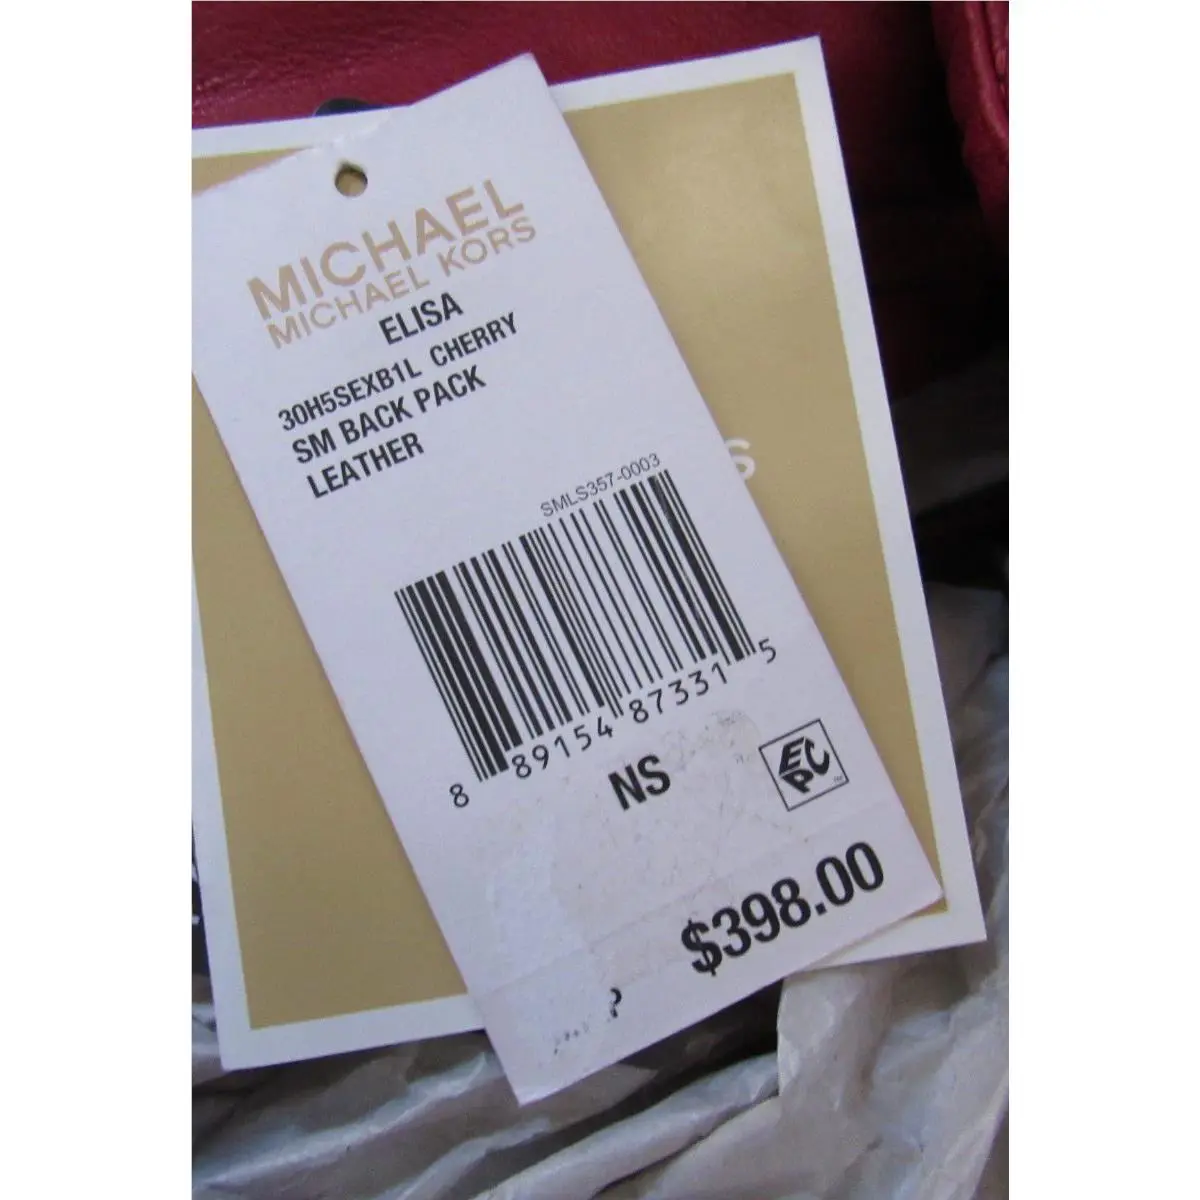 MICHAEL
MICHAEL KORS
ELISA
30H5SEXB1L CHERRY
SM BACK PACK
LEATHER
SMLS357-0003
8 89154 87331 5
NS
EPC
$398.00
S